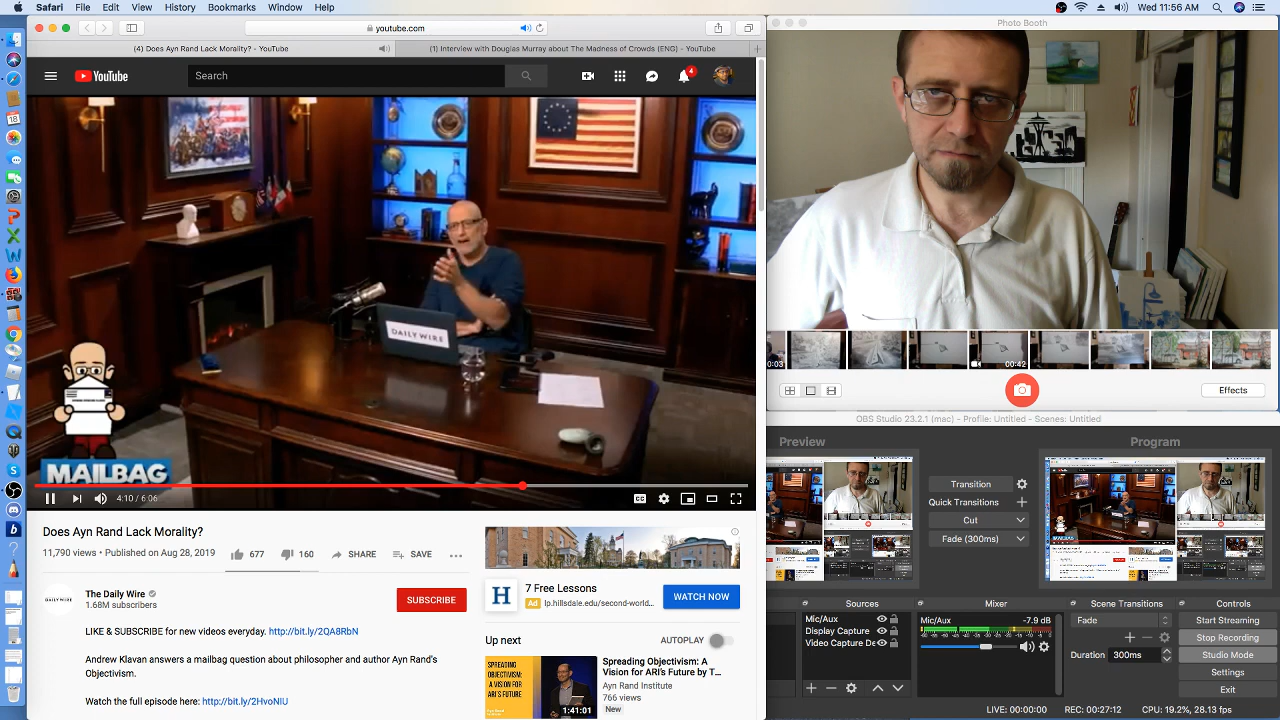 Safari File Edit View History Bookmarks Window Help
Wed 11:56 AM
youtube.com
(4) Does Ayn Rand Lack Morality? - YouTube
(1) Interview with Douglas Murray about The Madness of Crowds (ENG) - YouTube
YouTube
Search
4
18
DAILY WIRE
MAILBAG
4:10 / 6:06
CC
Does Ayn Rand Lack Morality?
11,790 views • Published on Aug 28, 2019
677
160
SHARE
SAVE
DAILY WIRE
The Daily Wire
1.68M subscribers
SUBSCRIBE
LIKE & SUBSCRIBE for new videos everyday. http://bit.ly/2QA8RbN
Andrew Klavan answers a mailbag question about philosopher and author Ayn Rand's
Objectivism.
Watch the full episode here: http://bit.ly/2HvoNIU
H
7 Free Lessons
Ad lp.hillsdale.edu/second-world...
WATCH NOW
Up next
AUTOPLAY
SPREADING
OBJECTIVISM:
A VISION FOR
ARI'S FUTURE
1:41:01
Spreading Objectivism: A
Vision for ARI's Future by T...
Ayn Rand Institute
766 views
New
Photo Booth
0:03
00:42
Effects
OBS Studio 23.2.1 (mac) - Profile: Untitled - Scenes: Untitled
Preview
Program
Transition
Quick Transitions
Cut
Fade (300ms)
Sources
Mixer
Scene Transitions
Controls
Mic/Aux
Display Capture
Video Capture De
Mic/Aux
-7.9 dB
Fade
Duration 300ms
Start Streaming
Stop Recording
Studio Mode
Settings
Exit
LIVE: 00:00:00
REC: 00:27:12
CPU: 19.2%, 28.13 fps